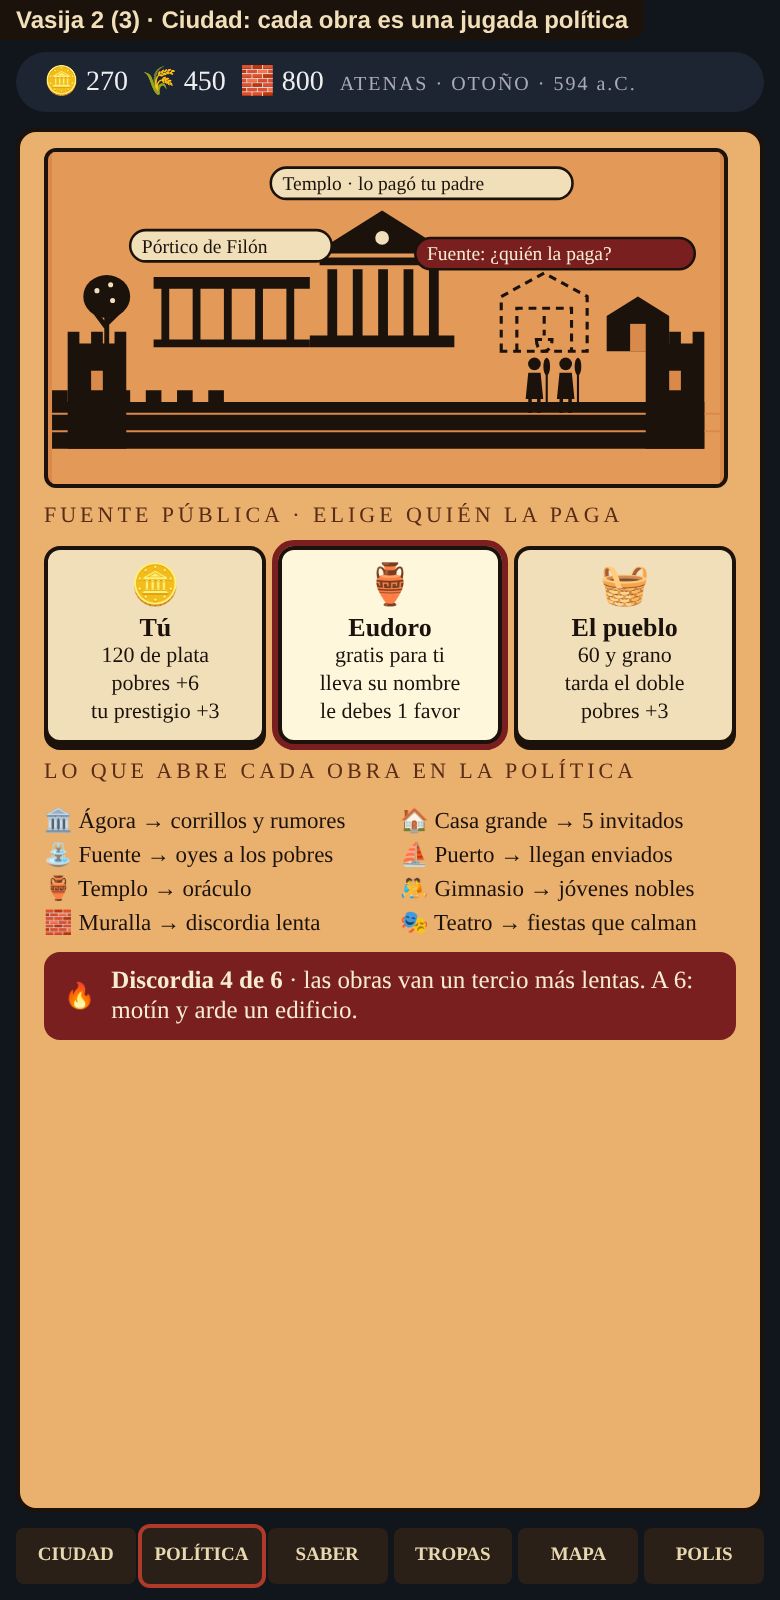 Vasija 2 (3) · Ciudad: cada obra es una jugada política
270 450 800 ATENAS · OTOÑO · 594 a.C.
Templo · lo pagó tu padre
Pórtico de Filón
Fuente: ¿quién la paga?
FUENTE PÚBLICA · ELIGE QUIÉN LA PAGA
Tú
120 de plata
pobres +6
tu prestigio +3
Eudoro
gratis para ti
lleva su nombre
le debes 1 favor
El pueblo
60 y grano
tarda el doble
pobres +3
LO QUE ABRE CADA OBRA EN LA POLÍTICA
Ágora → corrillos y rumores
Fuente → oyes a los pobres
Templo → oráculo
Muralla → discordia lenta
Casa grande → 5 invitados
Puerto → llegan enviados
Gimnasio → jóvenes nobles
Teatro → fiestas que calman
Discordia 4 de 6 · las obras van un tercio más lentas. A 6:
motín y arde un edificio.
CIUDAD POLÍTICA SABER TROPAS MAPA POLIS